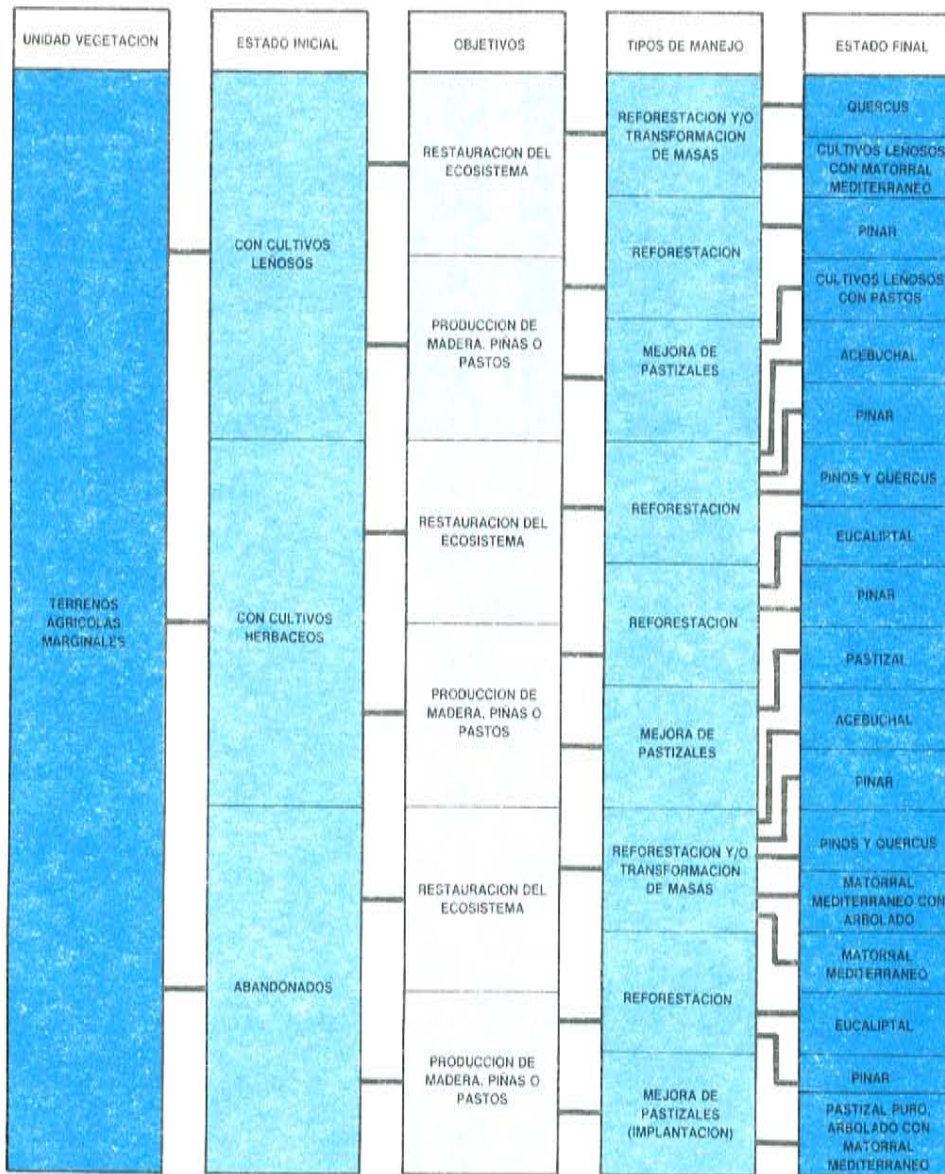 UNIDAD VEGETACION
ESTADO INICIAL
OBJETIVOS
TIPOS DE MANEJO
ESTADO FINAL
TERRENOS
AGRICOLAS
MARGINALES
CON CULTIVOS
LEÑOSOS
CON CULTIVOS
HERBACEOS
ABANDONADOS
RESTAURACION DEL
ECOSISTEMA
PRODUCCION DE
MADERA, PIÑAS O
PASTOS
RESTAURACION DEL
ECOSISTEMA
PRODUCCION DE
MADERA, PIÑAS O
PASTOS
RESTAURACION DEL
ECOSISTEMA
PRODUCCION DE
MADERA, PIÑAS O
PASTOS
REFORESTACION Y/O
TRANSFORMACION
DE MASAS
REFORESTACION
MEJORA DE
PASTIZALES
REFORESTACION
REFORESTACION
MEJORA DE
PASTIZALES
REFORESTACION Y/O
TRANSFORMACION
DE MASAS
REFORESTACION
MEJORA DE
PASTIZALES
(IMPLANTACION)
QUERCUS
CULTIVOS LEÑOSOS
CON MATORRAL
MEDITERRANEO
PINAR
CULTIVOS LEÑOSOS
CON PASTOS
ACEBUCHAL
PINAR
PINOS Y QUERCUS
EUCALIPTAL
PINAR
PASTIZAL
ACEBUCHAL
PINAR
PINOS Y QUERCUS
MATORRAL
MEDITERRANEO CON
ARBOLADO
MATORRAL
MEDITERRANEO
EUCALIPTAL
PINAR
PASTIZAL PURO,
ARBOLADO CON
MATORRAL
MEDITERRANEO